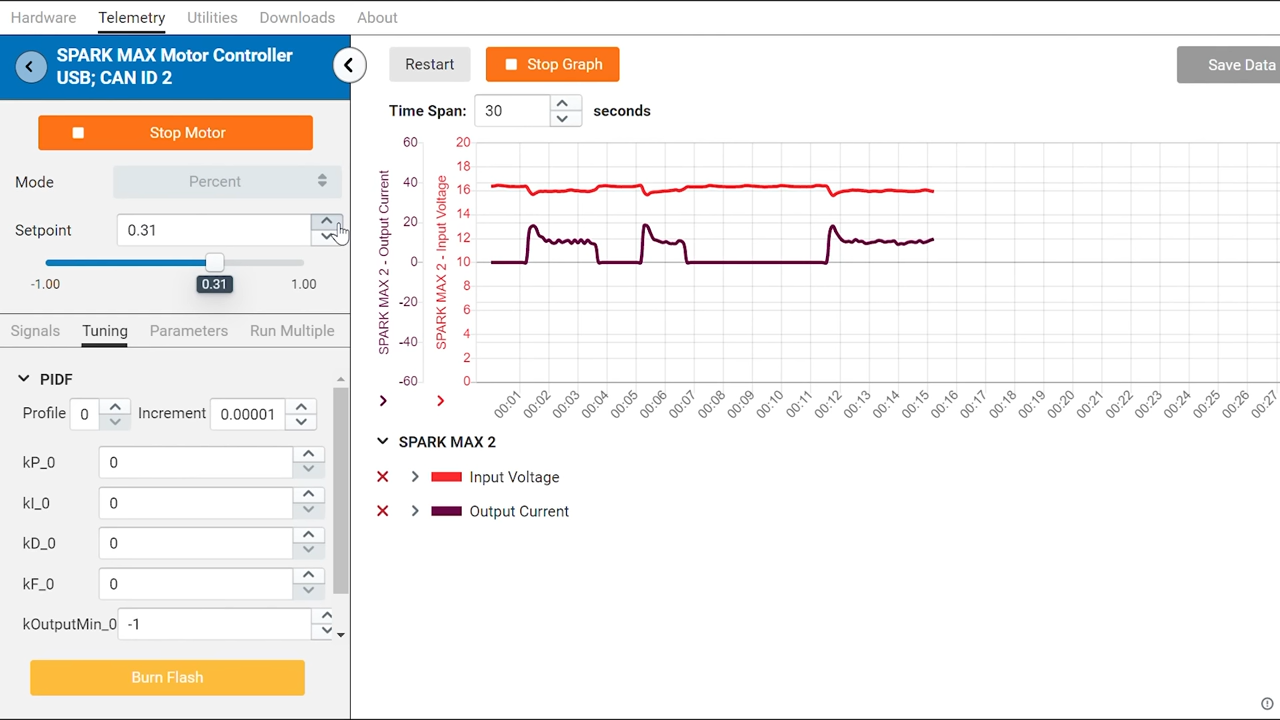 Hardware Telemetry Utilities Downloads About
SPARK MAX Motor Controller
USB; CAN ID 2
Stop Motor
Mode Percent
Setpoint 0.31
0.31
-1.00 1.00
Signals Tuning Parameters Run Multiple
PIDF
Profile 0 Increment 0.00001
kP_0 0
kI_0 0
kD_0 0
kF_0 0
kOutputMin_0 -1
Burn Flash
Restart Stop Graph Save Data
Time Span: 30 seconds
SPARK MAX 2 - Output Current
60
40
20
0
-20
-40
-60
SPARK MAX 2 - Input Voltage
20
18
16
14
12
10
8
6
4
2
0
00:01 00:02 00:03 00:04 00:05 00:06 00:07 00:08 00:09 00:10 00:11 00:12 00:13 00:14 00:15 00:16 00:17 00:18 00:19 00:20 00:21 00:22 00:23 00:24 00:25 00:26 00:27
SPARK MAX 2
Input Voltage
Output Current